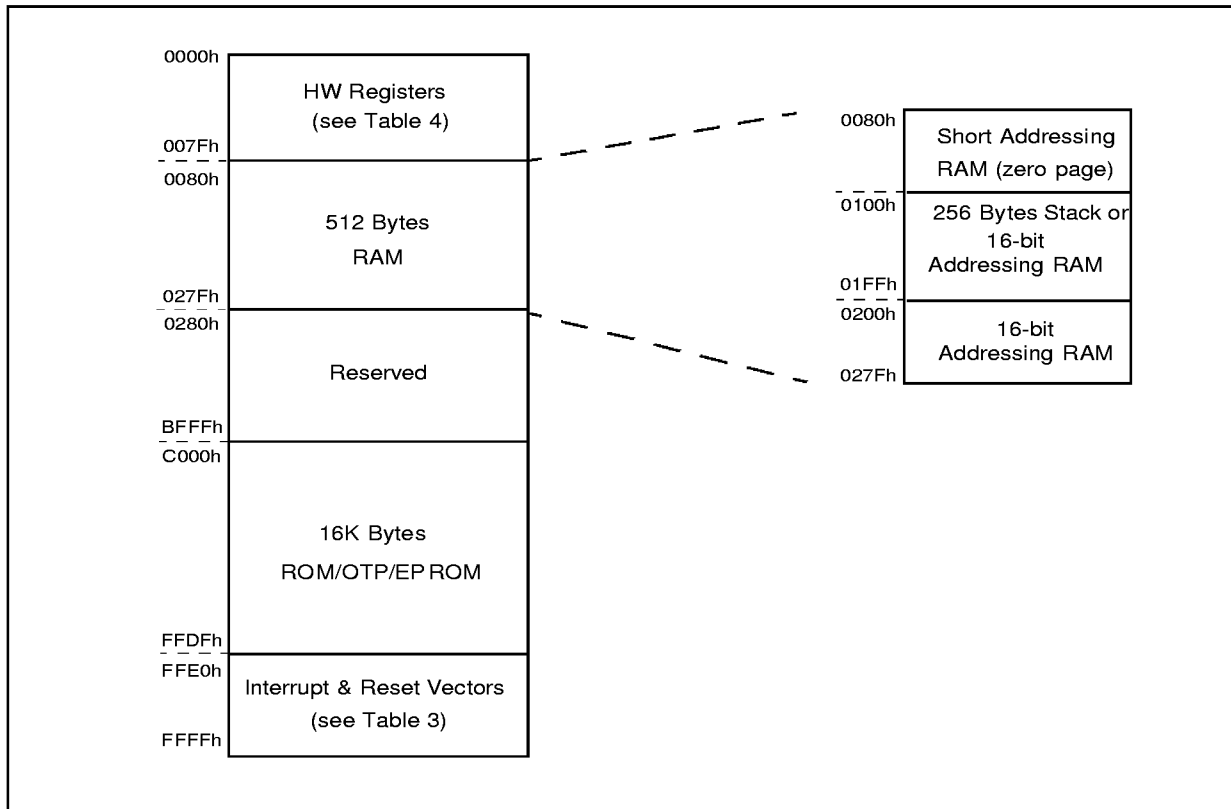 0000h
HW Registers
(see Table 4)
007Fh
0080h
512 Bytes
RAM
027Fh
0280h
Reserved
BFFFh
C000h
16K Bytes
ROM/OTP/EPROM
FFDFh
FFE0h
Interrupt & Reset Vectors
(see Table 3)
FFFFh
0080h
Short Addressing
RAM (zero page)
0100h
256 Bytes Stack or
16-bit
Addressing RAM
01FFh
0200h
16-bit
Addressing RAM
027Fh